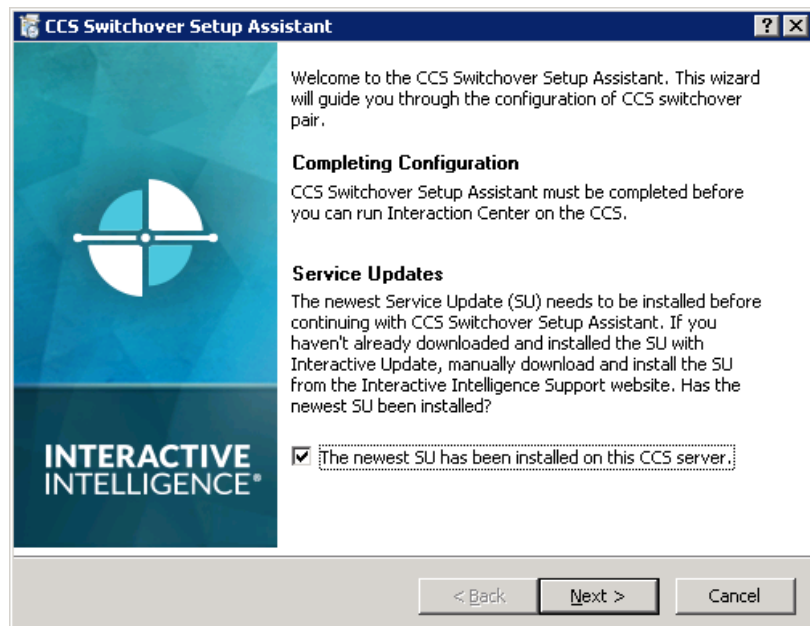 CCS Switchover Setup Assistant
Welcome to the CCS Switchover Setup Assistant. This wizard
will guide you through the configuration of CCS switchover
pair.
Completing Configuration
CCS Switchover Setup Assistant must be completed before
you can run Interaction Center on the CCS.
Service Updates
The newest Service Update (SU) needs to be installed before
continuing with CCS Switchover Setup Assistant. If you
haven't already downloaded and installed the SU with
Interactive Update, manually download and install the SU
from the Interactive Intelligence Support website. Has the
newest SU been installed?
The newest SU has been installed on this CCS server.
INTERACTIVE
INTELLIGENCE®
< Back
Next >
Cancel